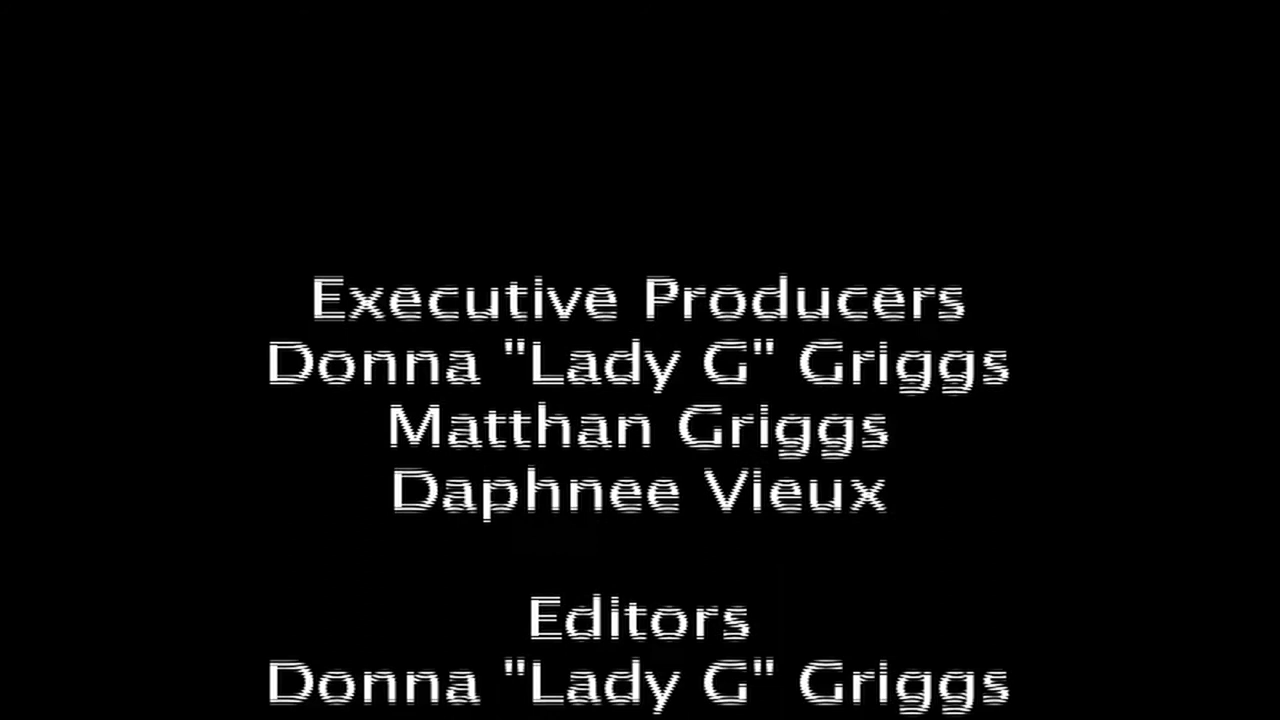 Executive Producers
Donna "Lady G" Griggs
Matthan Griggs
Daphnee Vieux
Editors
Donna "Lady G" Griggs